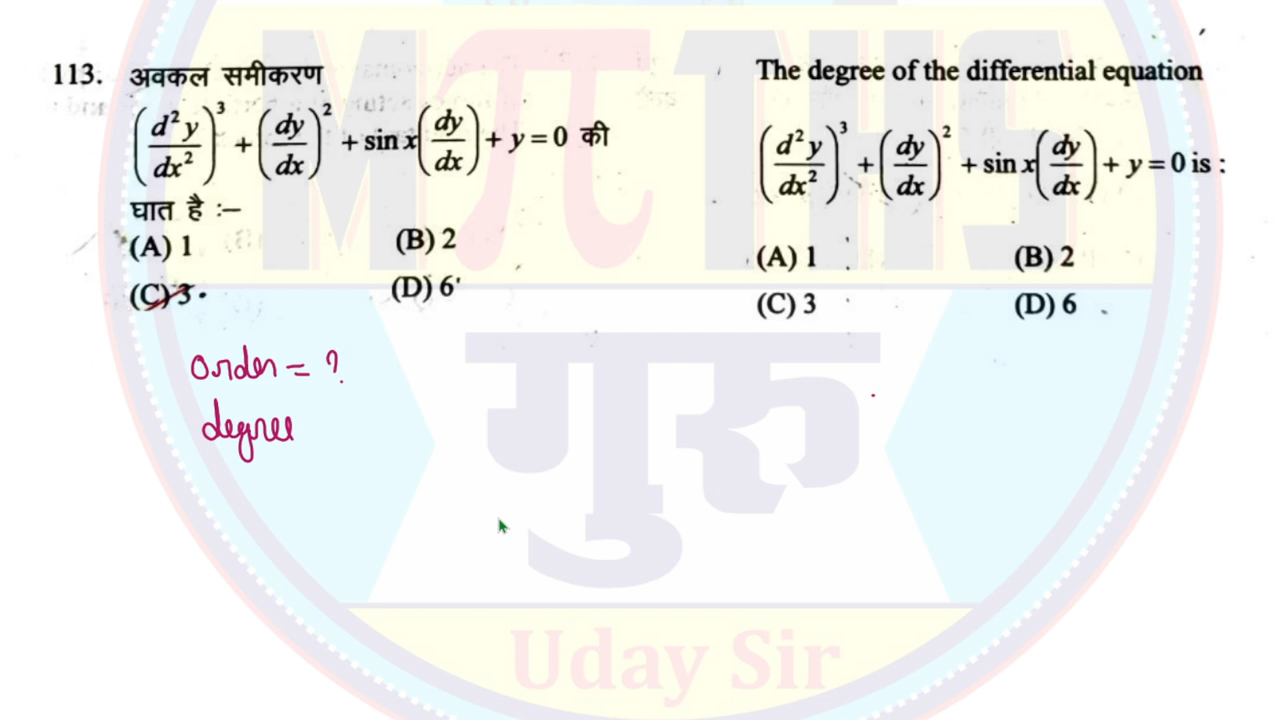 113. अवकल समीकरण
(d²y/dx²)³ + (dy/dx)² + sin x(dy/dx) + y = 0 की
घात है :–
(A) 1 (B) 2
(C) 3 (D) 6
The degree of the differential equation
(d²y/dx²)³ + (dy/dx)² + sin x(dy/dx) + y = 0 is :
(A) 1 (B) 2
(C) 3 (D) 6
order = ?
degree
MπTHS
गुरु
Uday Sir